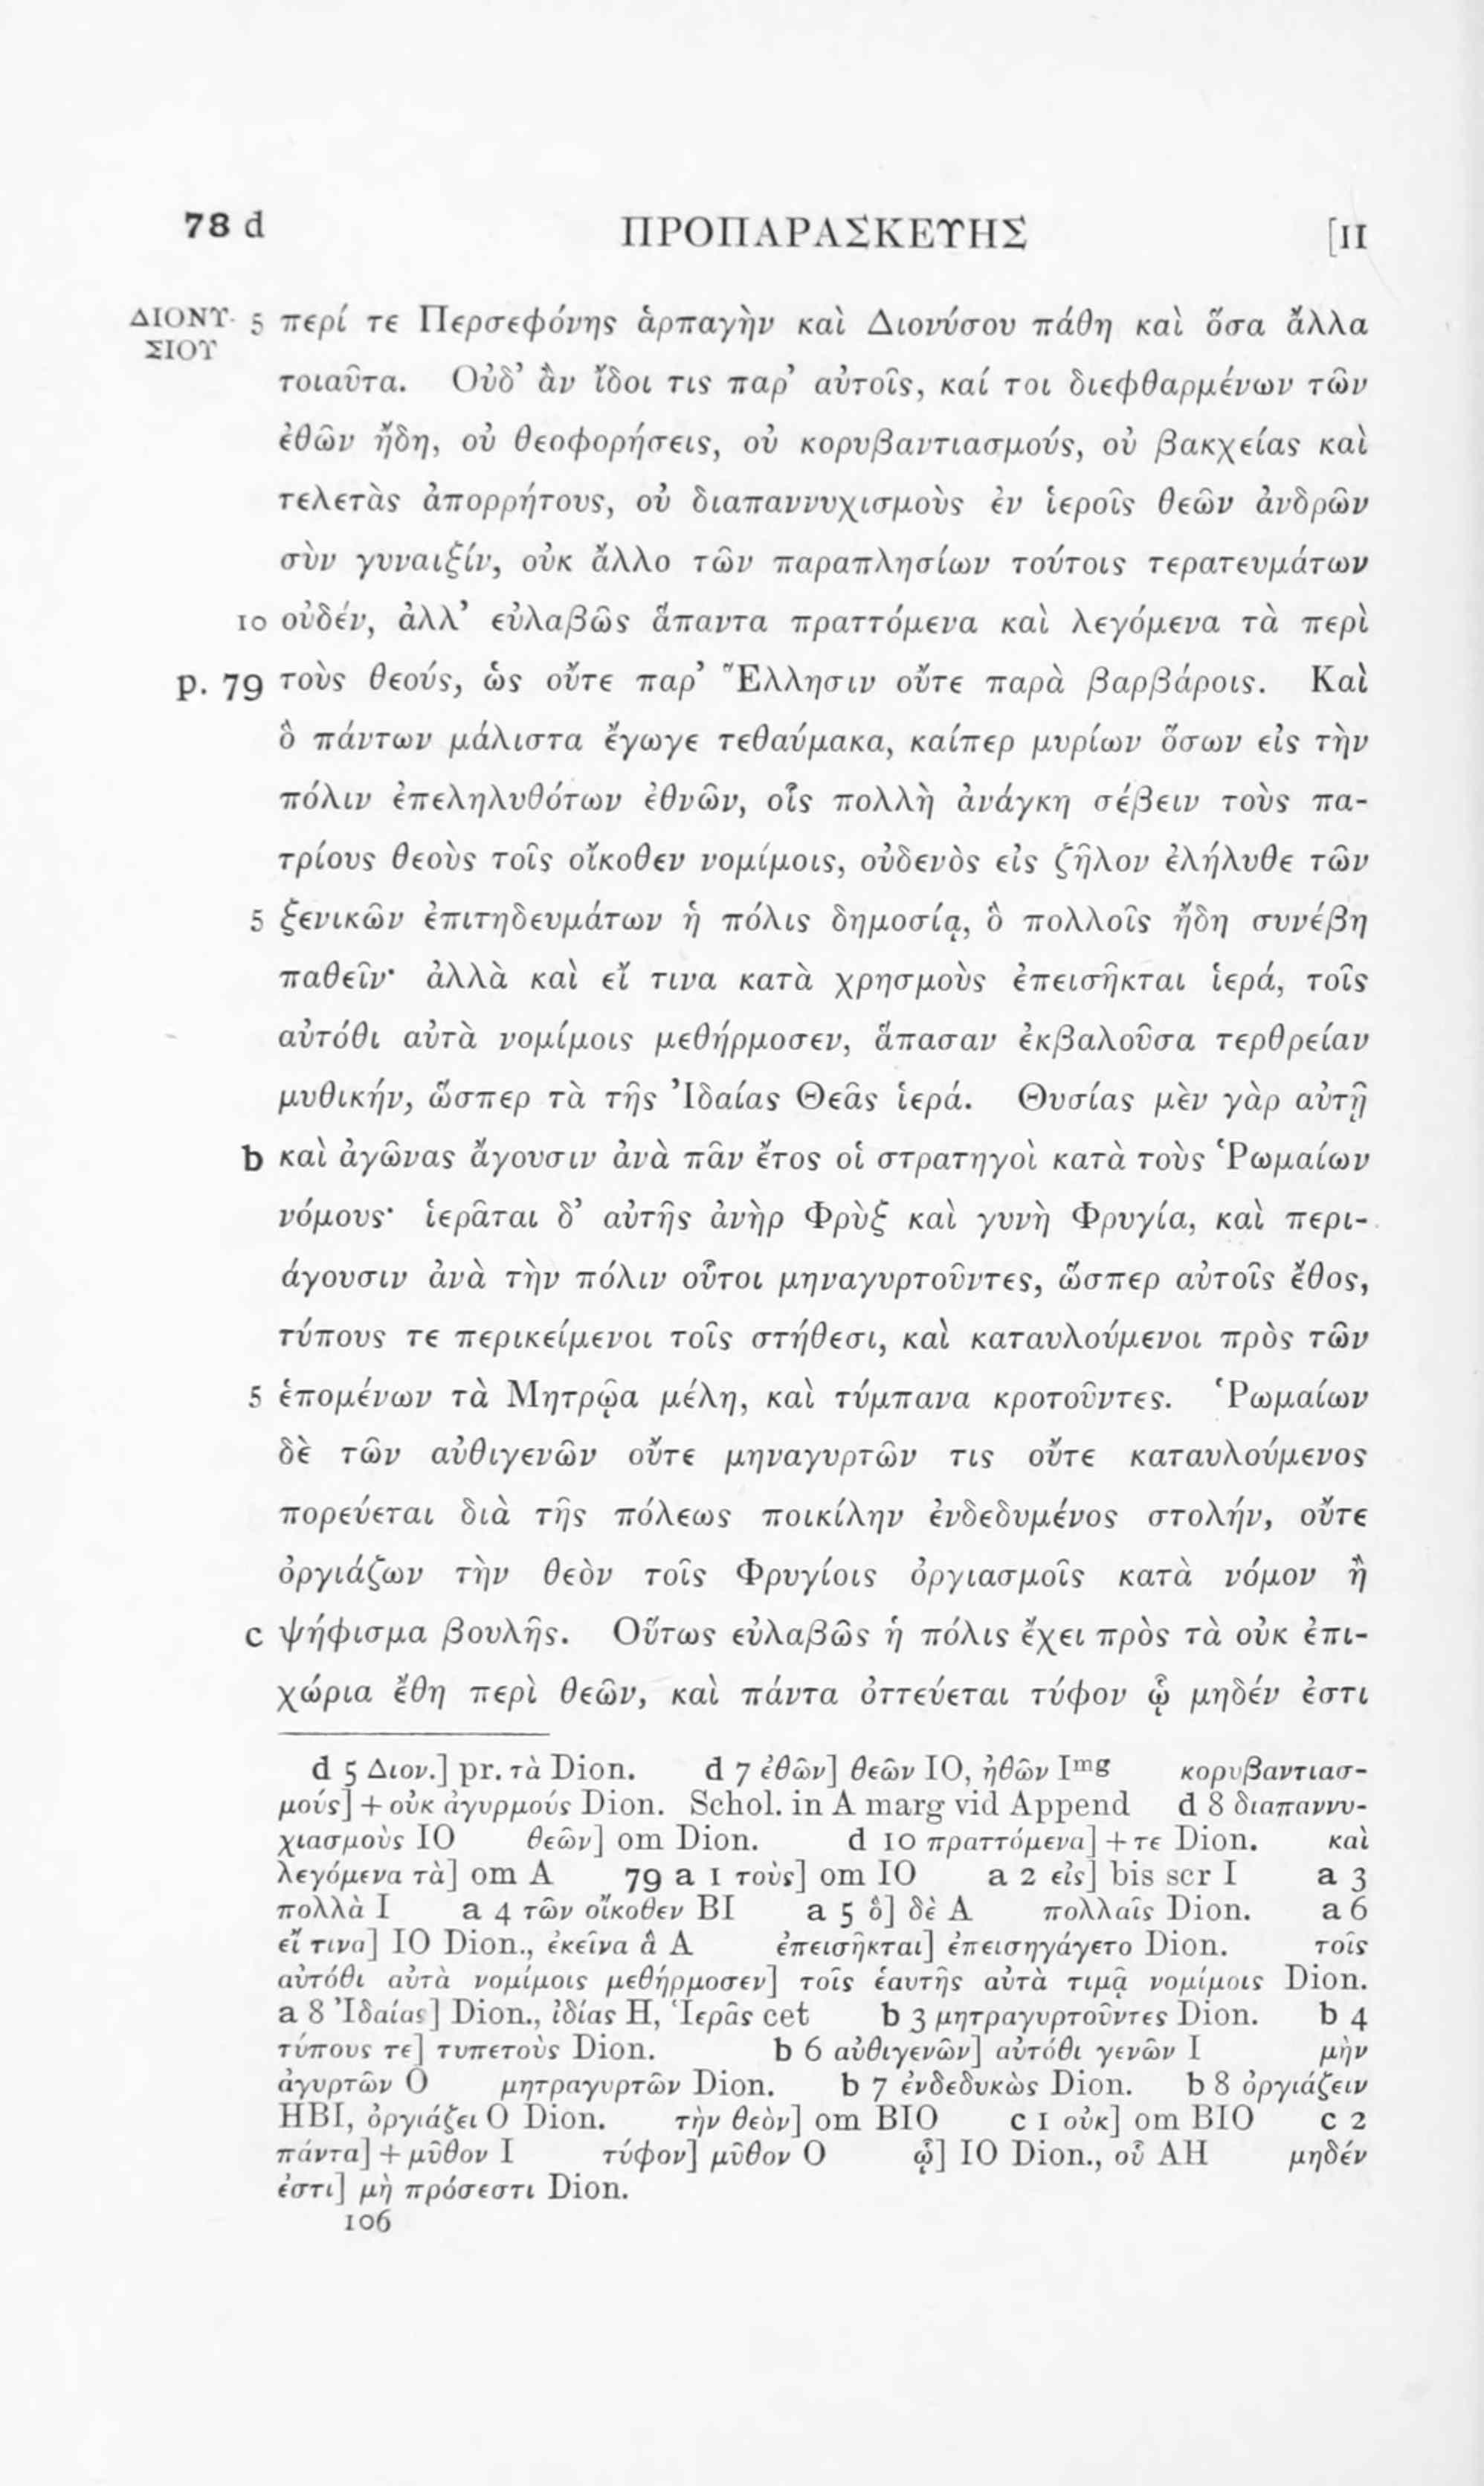 78 d ΠΡΟΠΑΡΑΣΚΕΥΗΣ [II
ΔΙΟΝΥ- 5 περί τε Περσεφόνης ἁρπαγὴν καὶ Διονύσου πάθη καὶ ὅσα ἄλλα
ΣΙΟΥ
τοιαῦτα. Οὐδ’ ἂν ἴδοι τις παρ’ αὐτοῖς, καί τοι διεφθαρμένων τῶν
ἐθῶν ἤδη, οὐ θεοφορήσεις, οὐ κορυβαντιασμούς, οὐ βακχείας καὶ
τελετὰς ἀπορρήτους, οὐ διαπαννυχισμοὺς ἐν ἱεροῖς θεῶν ἀνδρῶν
σὺν γυναιξίν, οὐκ ἄλλο τῶν παραπλησίων τούτοις τερατευμάτων
10 οὐδέν, ἀλλ’ εὐλαβῶς ἅπαντα πραττόμενα καὶ λεγόμενα τὰ περὶ
p. 79 τοὺς θεούς, ὡς οὔτε παρ’ Ἕλλησιν οὔτε παρὰ βαρβάροις. Καὶ
ὃ πάντων μάλιστα ἔγωγε τεθαύμακα, καίπερ μυρίων ὅσων εἰς τὴν
πόλιν ἐπεληλυθότων ἐθνῶν, οἷς πολλὴ ἀνάγκη σέβειν τοὺς πα-
τρίους θεοὺς τοῖς οἴκοθεν νομίμοις, οὐδενὸς εἰς ζῆλον ἐλήλυθε τῶν
5 ξενικῶν ἐπιτηδευμάτων ἡ πόλις δημοσίᾳ, ὃ πολλοῖς ἤδη συνέβη
παθεῖν· ἀλλὰ καὶ εἴ τινα κατὰ χρησμοὺς ἐπεισῆκται ἱερά, τοῖς
αὐτόθι αὐτὰ νομίμοις μεθήρμοσεν, ἅπασαν ἐκβαλοῦσα τερθρείαν
μυθικήν, ὥσπερ τὰ τῆς Ἰδαίας Θεᾶς ἱερά. Θυσίας μὲν γὰρ αὐτῇ
b καὶ ἀγῶνας ἄγουσιν ἀνὰ πᾶν ἔτος οἱ στρατηγοὶ κατὰ τοὺς Ῥωμαίων
νόμους· ἱερᾶται δ’ αὐτῆς ἀνὴρ Φρὺξ καὶ γυνὴ Φρυγία, καὶ περι-
άγουσιν ἀνὰ τὴν πόλιν οὗτοι μηναγυρτοῦντες, ὥσπερ αὐτοῖς ἔθος,
τύπους τε περικείμενοι τοῖς στήθεσι, καὶ καταυλούμενοι πρὸς τῶν
5 ἑπομένων τὰ Μητρῷα μέλη, καὶ τύμπανα κροτοῦντες. Ῥωμαίων
δὲ τῶν αὐθιγενῶν οὔτε μηναγυρτῶν τις οὔτε καταυλούμενος
πορεύεται διὰ τῆς πόλεως ποικίλην ἐνδεδυμένος στολήν, οὔτε
ὀργιάζων τὴν θεὸν τοῖς Φρυγίοις ὀργιασμοῖς κατὰ νόμον ἢ
c ψήφισμα βουλῆς. Οὕτως εὐλαβῶς ἡ πόλις ἔχει πρὸς τὰ οὐκ ἐπι-
χώρια ἔθη περὶ θεῶν, καὶ πάντα ὀττεύεται τύφον ᾧ μηδέν ἐστι
d 5 Διον.] pr. τὰ Dion. d 7 ἐθῶν] θεῶν IO, ἠθῶν Img κορυβαντιασ-
μούς] + οὐκ ἀγυρμούς Dion. Schol. in A marg vid Append d 8 διαπαννυ-
χιασμοὺς IO θεῶν] om Dion. d 10 πραττόμενα] + τε Dion. καὶ
λεγόμενα τὰ] om A 79 a 1 τοὺς] om IO a 2 εἰς] bis scr I a 3
πολλὰ I a 4 τῶν οἴκοθεν BI a 5 ὃ] δὲ A πολλαῖς Dion. a 6
εἴ τινα] IO Dion., ἐκεῖνα ἃ A ἐπεισῆκται] ἐπεισηγάγετο Dion. τοῖς
αὐτόθι αὐτὰ νομίμοις μεθήρμοσεν] τοῖς ἑαυτῆς αὐτὰ τιμᾷ νομίμοις Dion.
a 8 Ἰδαίας] Dion., ἰδίας H, Ἱερᾶς cet b 3 μητραγυρτοῦντες Dion. b 4
τύπους τε] τυπετοὺς Dion. b 6 αὐθιγενῶν] αὐτόθι γενῶν I μὴν
ἀγυρτῶν O μητραγυρτῶν Dion. b 7 ἐνδεδυκὼς Dion. b 8 ὀργιάζειν
HBI, ὀργιάζει O Dion. τὴν θεὸν] om BIO c 1 οὐκ] om BIO c 2
πάντα] + μῦθον I τύφον] μῦθον O ᾧ] IO Dion., οὗ AH μηδέν
ἐστι] μὴ πρόσεστι Dion.
106